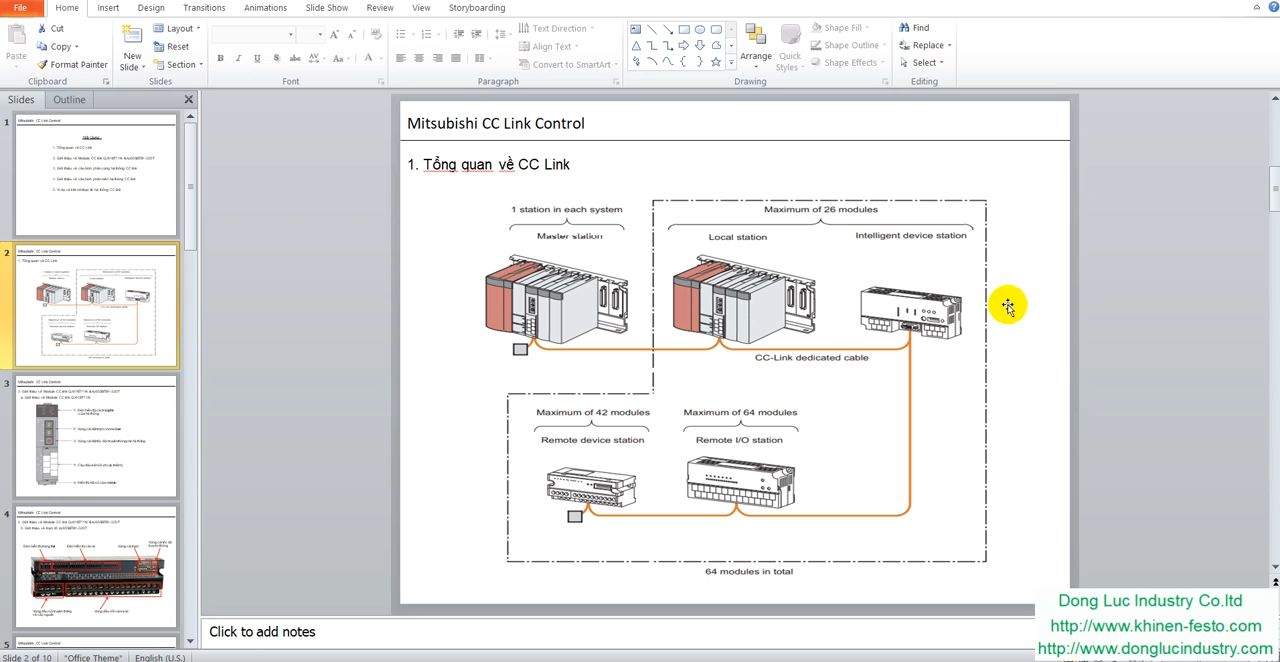 File Home Insert Design Transitions Animations Slide Show Review View Storyboarding
Cut Layout Text Direction Shape Fill Find
Copy Reset Align Text Shape Outline Replace
Paste Format Painter New Slide Section Convert to SmartArt Arrange Quick Styles Shape Effects Select
Clipboard Slides Font Paragraph Drawing Editing
Slides Outline
Mitsubishi CC Link Control
1. Tổng quan về CC Link
1 station in each system Maximum of 26 modules
Master station Local station Intelligent device station
CC-Link dedicated cable
Maximum of 42 modules Maximum of 64 modules
Remote device station Remote I/O station
64 modules in total
1
2
3
4
5
Click to add notes
Dong Luc Industry Co.ltd
http://www.khinen-festo.com
http://www.donglucindustry.com
Slide 2 of 10 "Office Theme" English (U.S.)